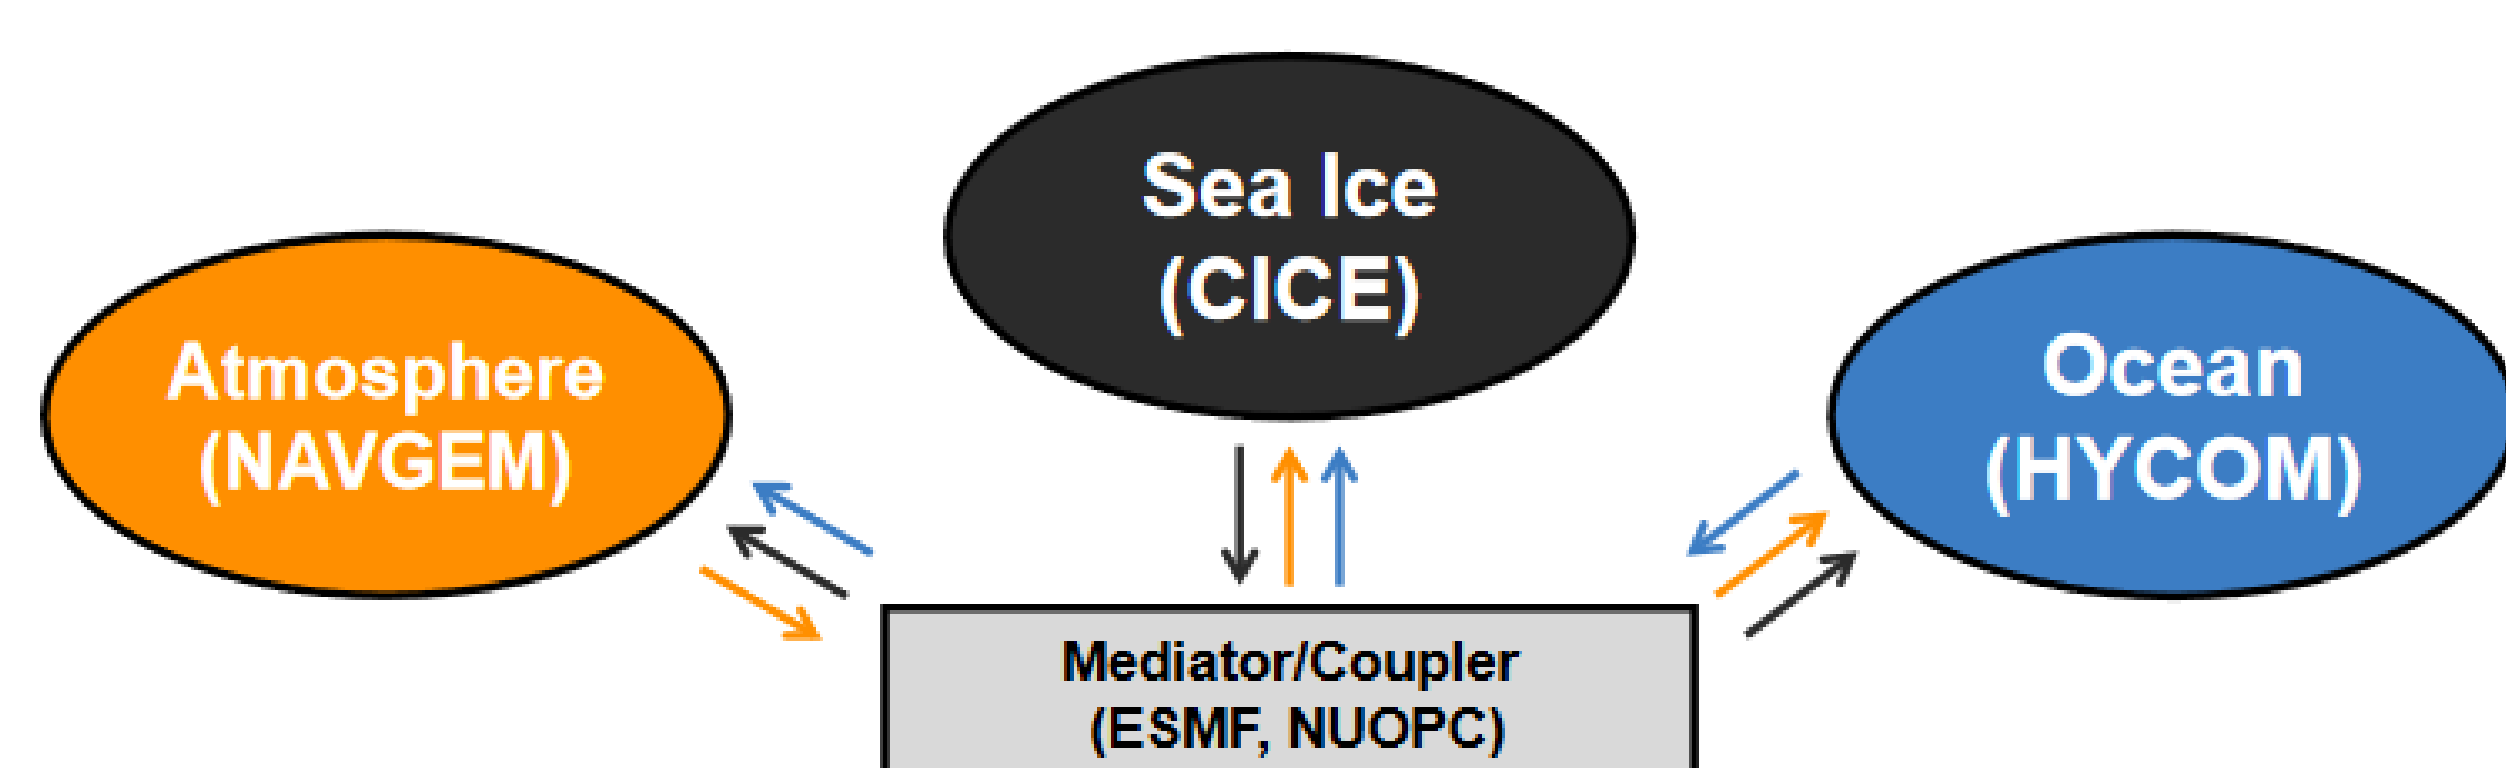 Sea Ice
(CICE)
Atmosphere
(NAVGEM)
Ocean
(HYCOM)
Mediator/Coupler
(ESMF, NUOPC)